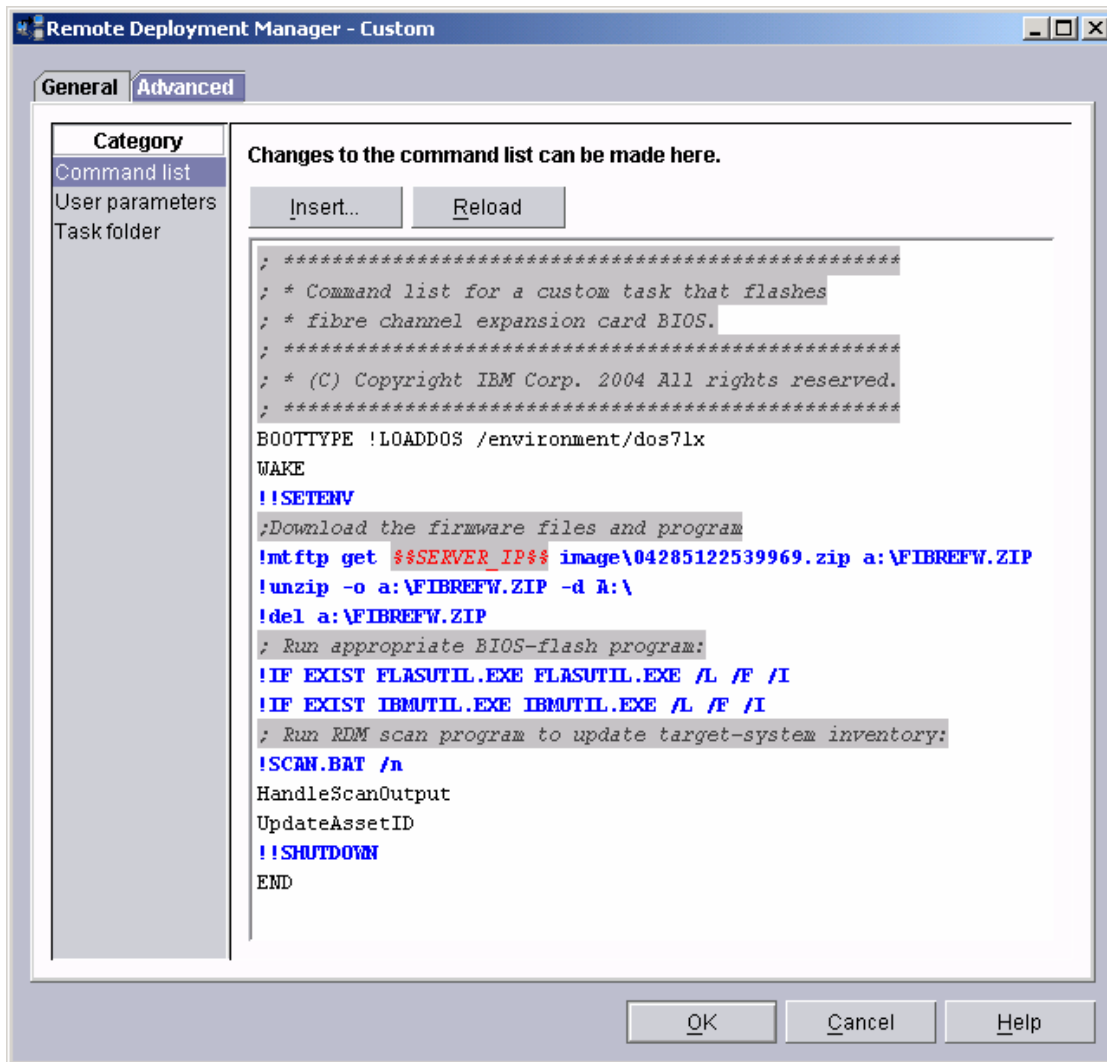 Remote Deployment Manager - Custom
General Advanced
Category
Command list
User parameters
Task folder
Changes to the command list can be made here.
Insert... Reload
; ***************************************************
; * Command list for a custom task that flashes
; * fibre channel expansion card BIOS.
; ***************************************************
; * (C) Copyright IBM Corp. 2004 All rights reserved.
; ***************************************************
BOOTTYPE !LOADDOS /environment/dos71x
WAKE
!!SETENV
;Download the firmware files and program
!mtftp get %%SERVER_IP%% image\04285122539969.zip a:\FIBREFW.ZIP
!unzip -o a:\FIBREFW.ZIP -d A:\
!del a:\FIBREFW.ZIP
; Run appropriate BIOS-flash program:
!IF EXIST FLASUTIL.EXE FLASUTIL.EXE /L /F /I
!IF EXIST IBMUTIL.EXE IBMUTIL.EXE /L /F /I
; Run RDM scan program to update target-system inventory:
!SCAN.BAT /n
HandleScanOutput
UpdateAssetID
!!SHUTDOWN
END
OK Cancel Help